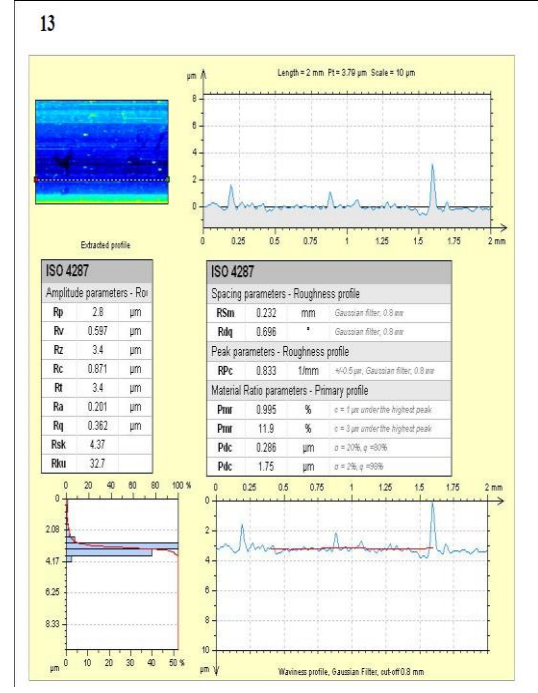 13
Length = 2 mm Pt = 3.79 µm Scale = 10 µm
µm
8
6
4
2
0
0 0.25 0.5 0.75 1 1.25 1.5 1.75 2 mm
Extracted profile
ISO 4287
Amplitude parameters - Rou
Rp 2.8 µm
Rv 0.597 µm
Rz 3.4 µm
Rc 0.871 µm
Rt 3.4 µm
Ra 0.201 µm
Rq 0.362 µm
Rsk 4.37
Rku 32.7
ISO 4287
Spacing parameters - Roughness profile
RSm 0.232 mm Gaussian filter, 0.8 mm
Rdq 0.696 ° Gaussian filter, 0.8 mm
Peak parameters - Roughness profile
RPc 0.833 1/mm +/-0.5 µm, Gaussian filter, 0.8 mm
Material Ratio parameters - Primary profile
Pmr 0.995 % c = 1 µm under the highest peak
Pmr 11.9 % c = 3 µm under the highest peak
Pdc 0.286 µm p = 20%, q = 80%
Pdc 1.75 µm p = 2%, q = 98%
0 20 40 60 80 100 %
0
2.08
4.17
6.25
8.33
µm
0 10 20 30 40 50 %
0 0.25 0.5 0.75 1 1.25 1.5 1.75 2 mm
0
2
4
6
8
10
µm
Waviness profile, Gaussian Filter, cut-off 0.8 mm